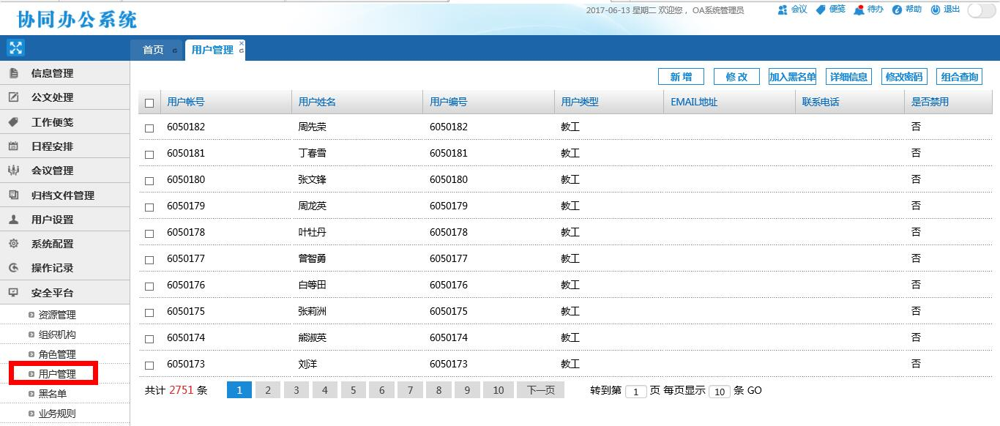 协同办公系统
2017-06-13 星期二 欢迎您 , OA系统管理员 会议 便笺 待办 帮助 退出
首页 用户管理
信息管理
公文处理
工作便笺
日程安排
会议管理
归档文件管理
用户设置
系统配置
操作记录
安全平台
资源管理
组织机构
角色管理
用户管理
黑名单
业务规则
新 增 修 改 加入黑名单 详细信息 修改密码 组合查询
用户帐号 用户姓名 用户编号 用户类型 EMAIL地址 联系电话 是否禁用
6050182 周先荣 6050182 教工 否
6050181 丁春雪 6050181 教工 否
6050180 张文锋 6050180 教工 否
6050179 周龙英 6050179 教工 否
6050178 叶牡丹 6050178 教工 否
6050177 曾智勇 6050177 教工 否
6050176 白等田 6050176 教工 否
6050175 张莉洲 6050175 教工 否
6050174 熊淑英 6050174 教工 否
6050173 刘洋 6050173 教工 否
共计 2751 条 1 2 3 4 5 6 7 8 9 10 下一页 转到第 1 页 每页显示 10 条 GO